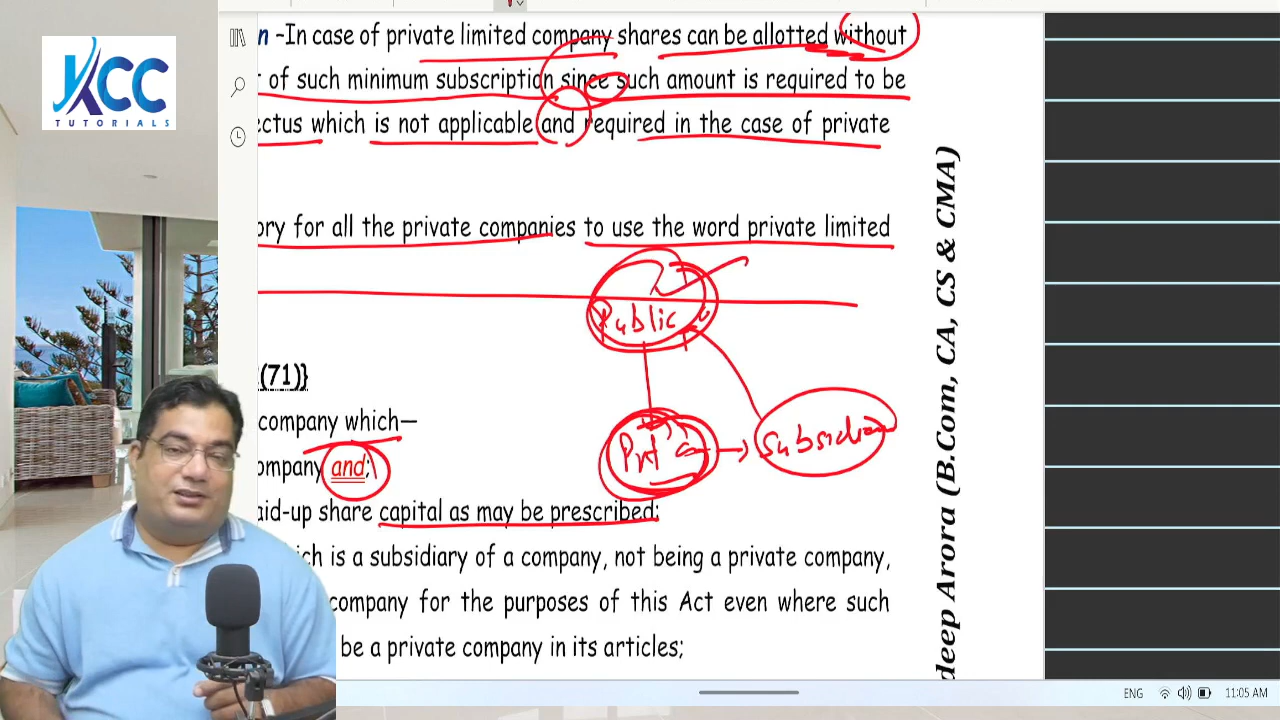 KCC
TUTORIALS
n -In case of private limited company shares can be allotted without
t of such minimum subscription since such amount is required to be
ectus which is not applicable and required in the case of private
ory for all the private companies to use the word private limited
Public
(71)}
company which—
Pvt Co
Subsidiary
ompany and;
aid-up share capital as may be prescribed:
ich is a subsidiary of a company, not being a private company,
company for the purposes of this Act even where such
be a private company in its articles;
deep Arora (B.Com, CA, CS & CMA)
ENG
11:05 AM